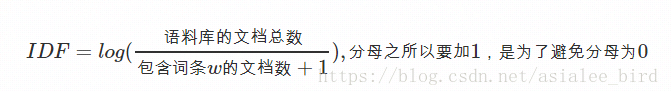 IDF = log(语料库的文档总数 / 包含词条w的文档数 + 1),分母之所以要加1，是为了避免分母为0
https://blog.csdn.net/asialee_bird